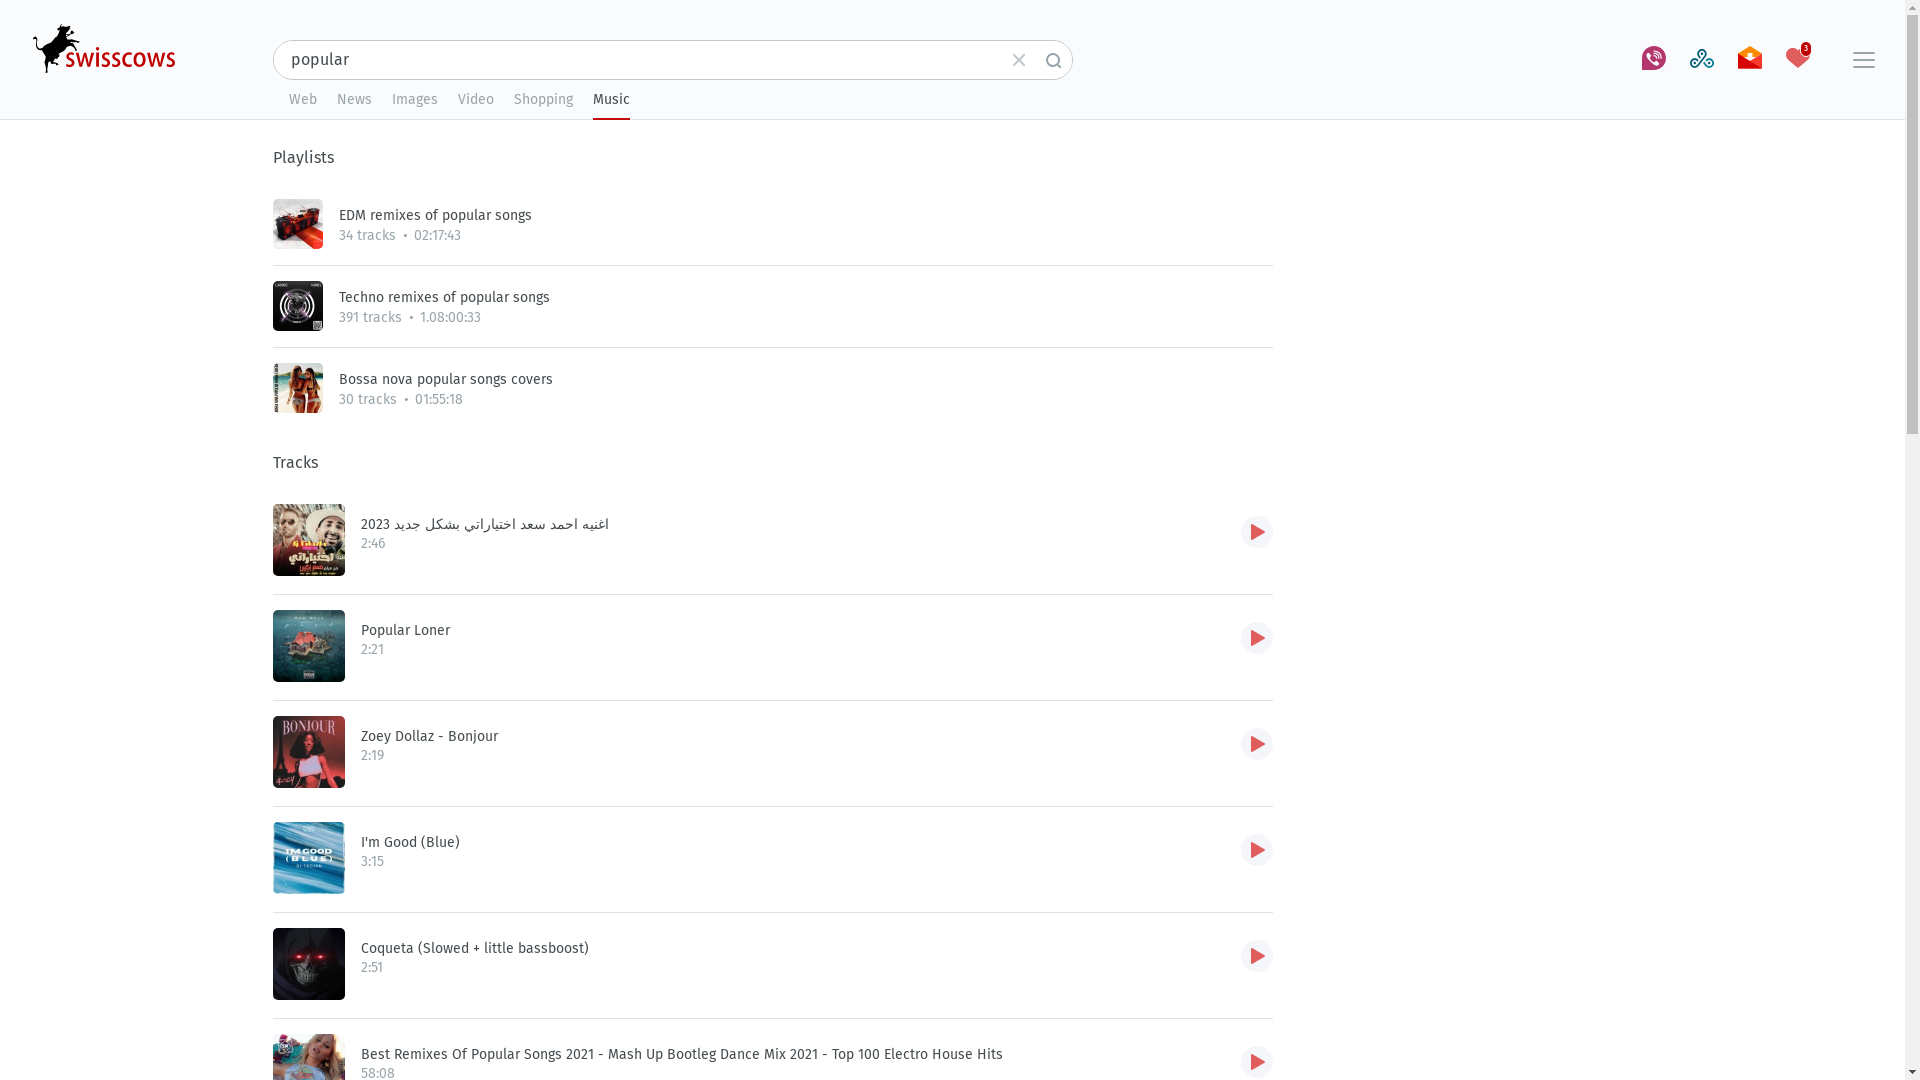 swisscows
popular
3
Web News Images Video Shopping Music
Playlists
EDM remixes of popular songs
34 tracks • 02:17:43
Techno remixes of popular songs
391 tracks • 1.08:00:33
Bossa nova popular songs covers
30 tracks • 01:55:18
Tracks
اغنيه احمد سعد اختياراتي بشكل جديد 2023
2:46
Popular Loner
2:21
BONJOUR
Zoey Dollaz - Bonjour
2:19
I'M GOOD
(BLUE)
I'm Good (Blue)
3:15
Coqueta (Slowed + little bassboost)
2:51
Best Remixes Of Popular Songs 2021 - Mash Up Bootleg Dance Mix 2021 - Top 100 Electro House Hits
58:08